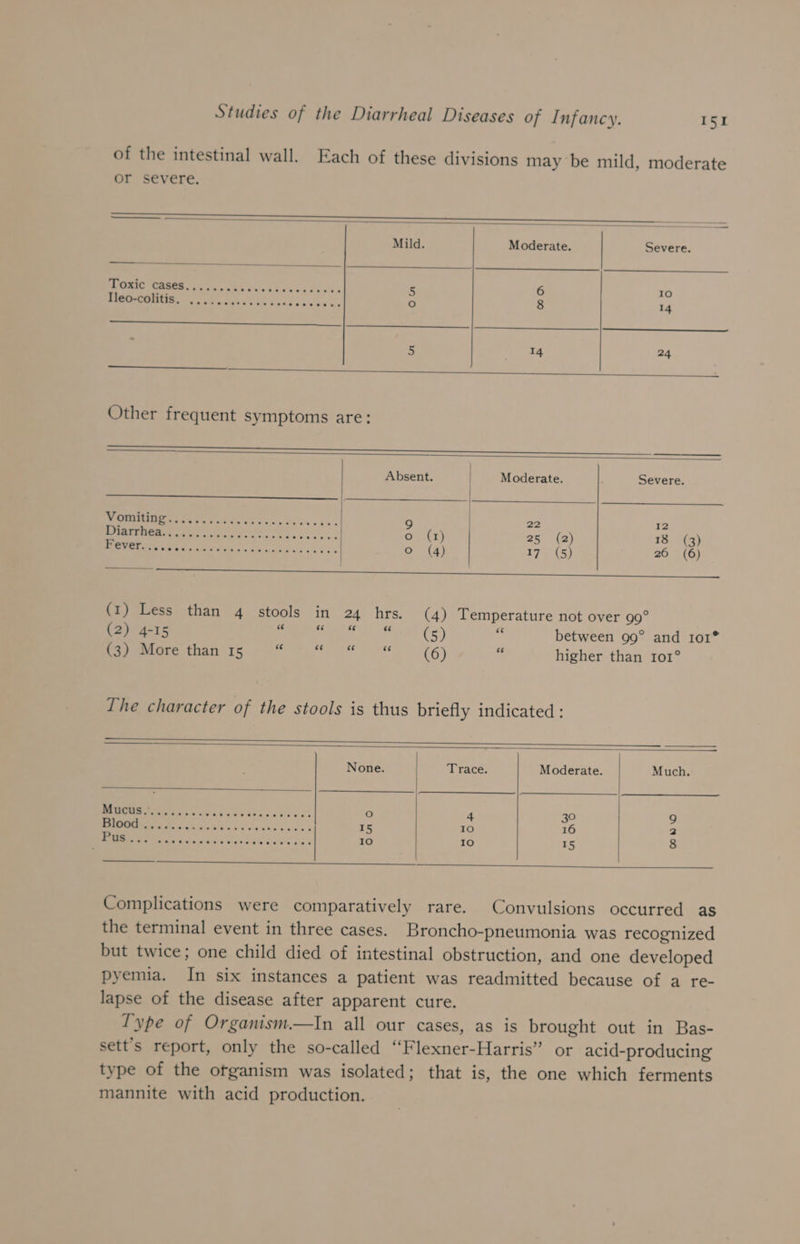 Studies of the Diarrheal Diseases of Infancy. 151
of the intestinal wall. Each of these divisions may be mild, moderate
or severe.
Mild. Moderate. Severe.
Toxic cases........................ 5 6 10
Ileo-colitis. ........................ 0 8 14
5 14 24
Other frequent symptoms are:
Absent. Moderate. Severe.
Vomiting........................ 9 22 12
Diarrhea........................ 0 (1) 25 (2) 18 (3)
Fever........................ 0 (4) 17 (5) 26 (6)
(1) Less than 4 stools in 24 hrs. (4) Temperature not over 99°
(2) 4-15 " " " " (5) " between 99° and 101°
(3) More than 15 " " " " (6) " higher than 101°
The character of the stools is thus briefly indicated:
None. Trace. Moderate. Much.
Mucus........................ 0 4 30 9
Blood ........................ 15 10 16 2
Pus ... ........................ 10 10 15 8
Complications were comparatively rare. Convulsions occurred as
the terminal event in three cases. Broncho-pneumonia was recognized
but twice; one child died of intestinal obstruction, and one developed
pyemia. In six instances a patient was readmitted because of a re-
lapse of the disease after apparent cure.
Type of Organism.—In all our cases, as is brought out in Bas-
sett's report, only the so-called "Flexner-Harris" or acid-producing
type of the organism was isolated; that is, the one which ferments
mannite with acid production.